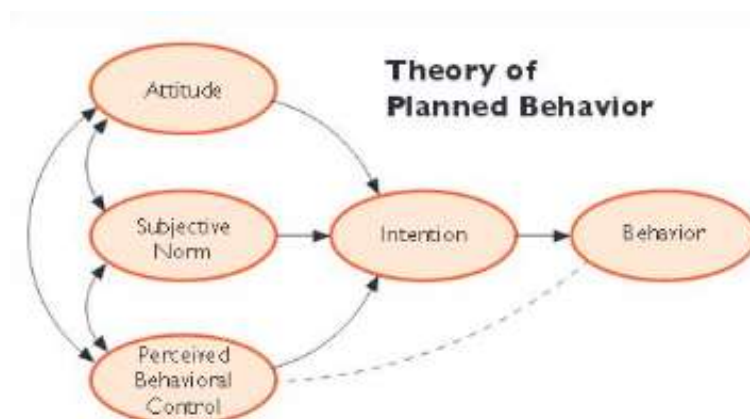 Theory of
Planned Behavior
Attitude
Subjective
Norm
Intention
Behavior
Perceived
Behavioral
Control